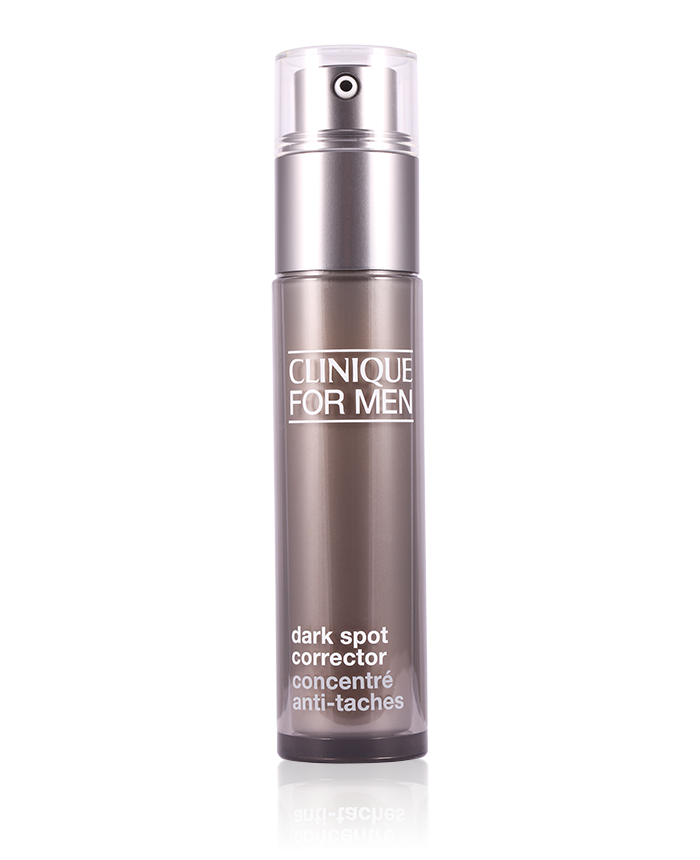 CLINIQUE
FOR MEN
dark spot
corrector
concentré
anti-taches